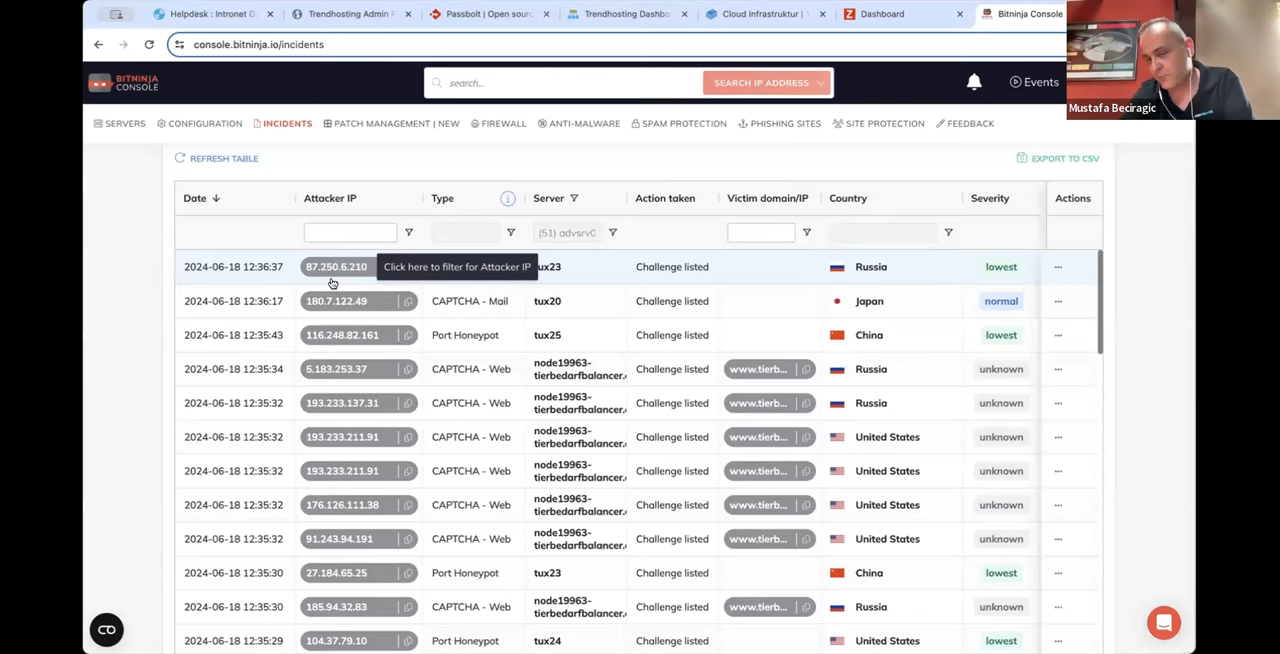 Helpdesk : Intranet
Trendhosting Admin
Passbolt | Open sour
Trendhosting Dashbo
Cloud Infrastruktur |
Z Dashboard
Bitninja Console
console.bitninja.io/incidents
BITNINJA
CONSOLE
search...
SEARCH IP ADDRESS
Events
Mustafa Beciragic
SERVERS CONFIGURATION INCIDENTS PATCH MANAGEMENT | NEW FIREWALL ANTI-MALWARE SPAM PROTECTION PHISHING SITES SITE PROTECTION FEEDBACK
REFRESH TABLE EXPORT TO CSV
Date Attacker IP Type i Server Action taken Victim domain/IP Country Severity Actions
(51) advsrv0
2024-06-18 12:36:37 87.250.6.210 Click here to filter for Attacker IP ux23 Challenge listed Russia lowest ...
2024-06-18 12:36:17 180.7.122.49 CAPTCHA - Mail tux20 Challenge listed Japan normal ...
2024-06-18 12:35:43 116.248.82.161 Port Honeypot tux25 Challenge listed China lowest ...
2024-06-18 12:35:34 5.183.253.37 CAPTCHA - Web node19963-tierbedarfbalancer. Challenge listed www.tierb... Russia unknown ...
2024-06-18 12:35:32 193.233.137.31 CAPTCHA - Web node19963-tierbedarfbalancer. Challenge listed www.tierb... Russia unknown ...
2024-06-18 12:35:32 193.233.211.91 CAPTCHA - Web node19963-tierbedarfbalancer. Challenge listed www.tierb... United States unknown ...
2024-06-18 12:35:32 193.233.211.91 CAPTCHA - Web node19963-tierbedarfbalancer. Challenge listed www.tierb... United States unknown ...
2024-06-18 12:35:32 176.126.111.38 CAPTCHA - Web node19963-tierbedarfbalancer. Challenge listed www.tierb... United States unknown ...
2024-06-18 12:35:32 91.243.94.191 CAPTCHA - Web node19963-tierbedarfbalancer. Challenge listed www.tierb... United States unknown ...
2024-06-18 12:35:30 27.184.65.25 Port Honeypot tux23 Challenge listed China lowest ...
2024-06-18 12:35:30 185.94.32.83 CAPTCHA - Web node19963-tierbedarfbalancer. Challenge listed www.tierb... Russia unknown ...
2024-06-18 12:35:29 104.37.79.10 Port Honeypot tux24 Challenge listed United States lowest ...